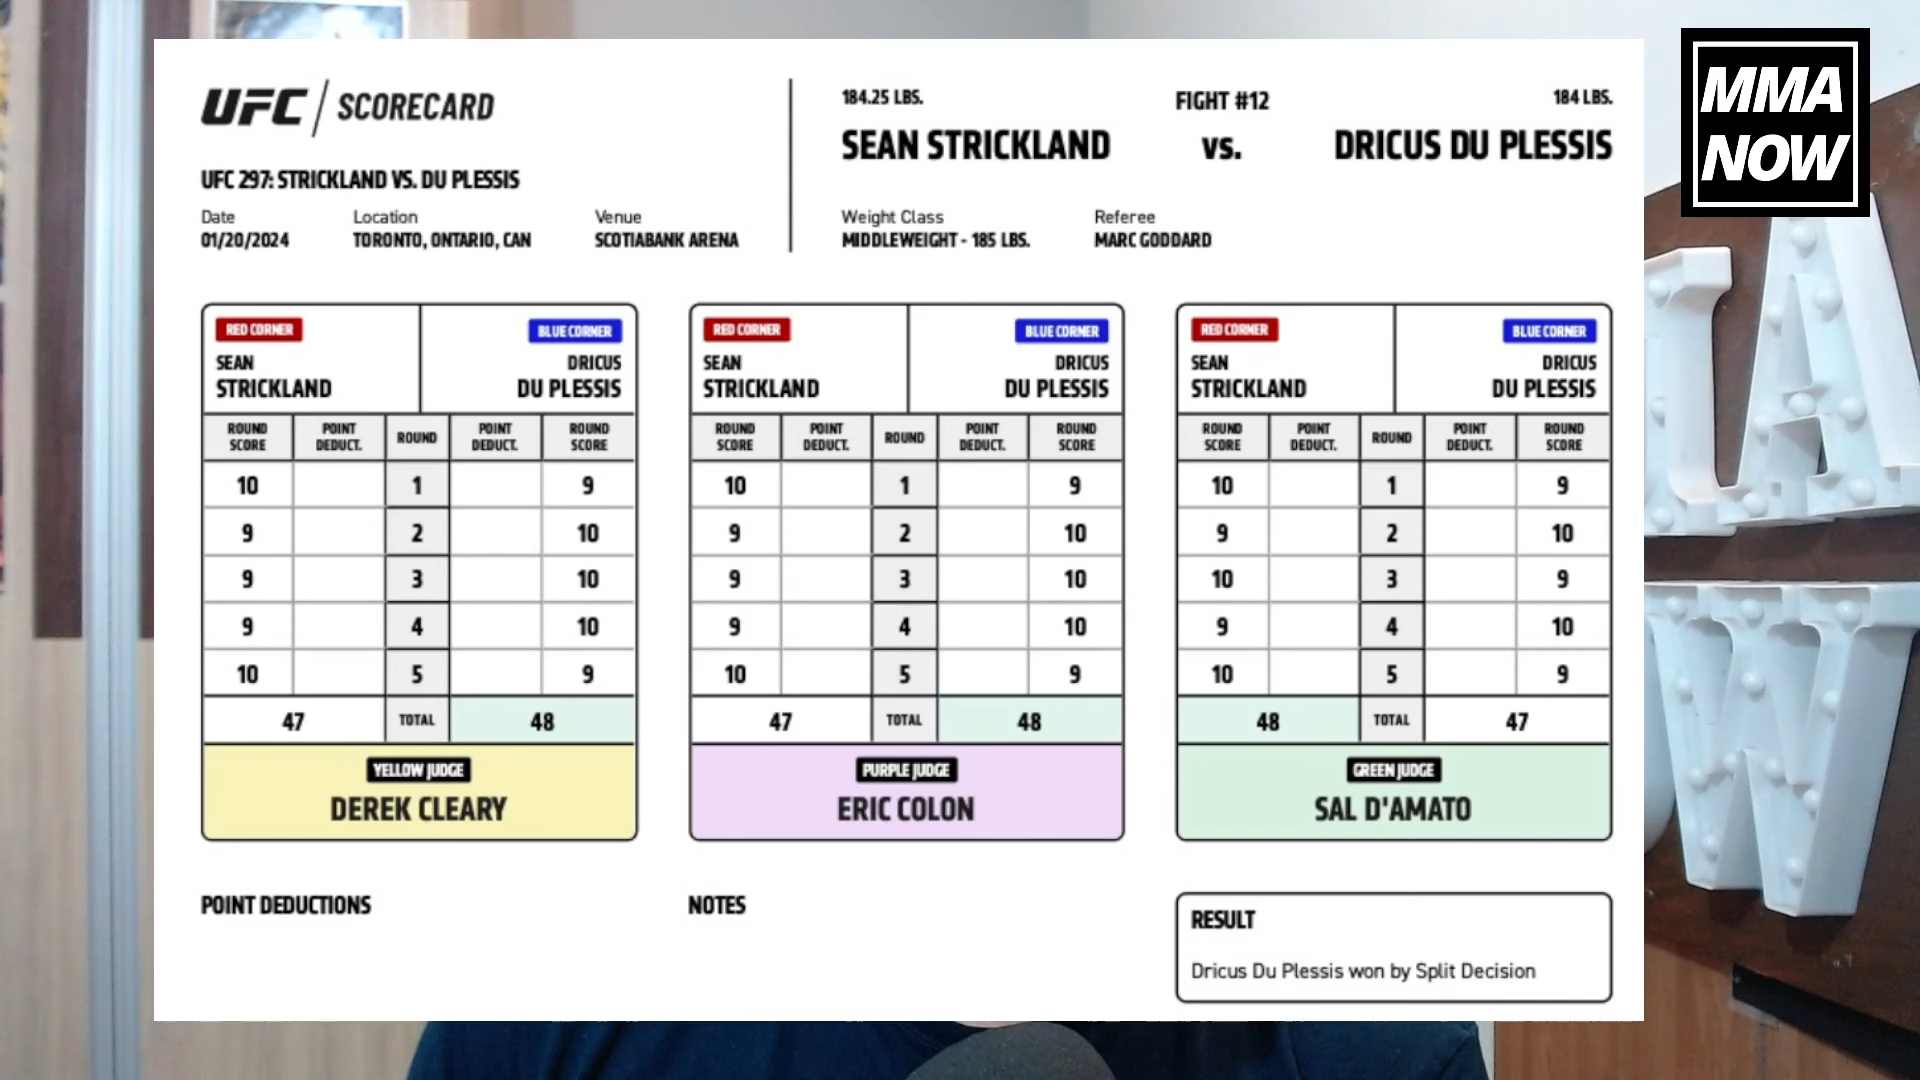 UFC / SCORECARD
UFC 297: STRICKLAND VS. DU PLESSIS
Date Location Venue
01/20/2024 TORONTO, ONTARIO, CAN SCOTIABANK ARENA
184.25 LBS. FIGHT #12 184 LBS.
SEAN STRICKLAND VS. DRICUS DU PLESSIS
Weight Class Referee
MIDDLEWEIGHT - 185 LBS. MARC GODDARD
MMA
NOW
RED CORNER BLUE CORNER
SEAN DRICUS
STRICKLAND DU PLESSIS
ROUND SCORE POINT DEDUCT. ROUND POINT DEDUCT. ROUND SCORE
10 1 9
9 2 10
9 3 10
9 4 10
10 5 9
47 TOTAL 48
YELLOW JUDGE
DEREK CLEARY
RED CORNER BLUE CORNER
SEAN DRICUS
STRICKLAND DU PLESSIS
ROUND SCORE POINT DEDUCT. ROUND POINT DEDUCT. ROUND SCORE
10 1 9
9 2 10
9 3 10
9 4 10
10 5 9
47 TOTAL 48
PURPLE JUDGE
ERIC COLON
RED CORNER BLUE CORNER
SEAN DRICUS
STRICKLAND DU PLESSIS
ROUND SCORE POINT DEDUCT. ROUND POINT DEDUCT. ROUND SCORE
10 1 9
9 2 10
10 3 9
9 4 10
10 5 9
48 TOTAL 47
GREEN JUDGE
SAL D'AMATO
POINT DEDUCTIONS
NOTES
RESULT
Dricus Du Plessis won by Split Decision
A
W